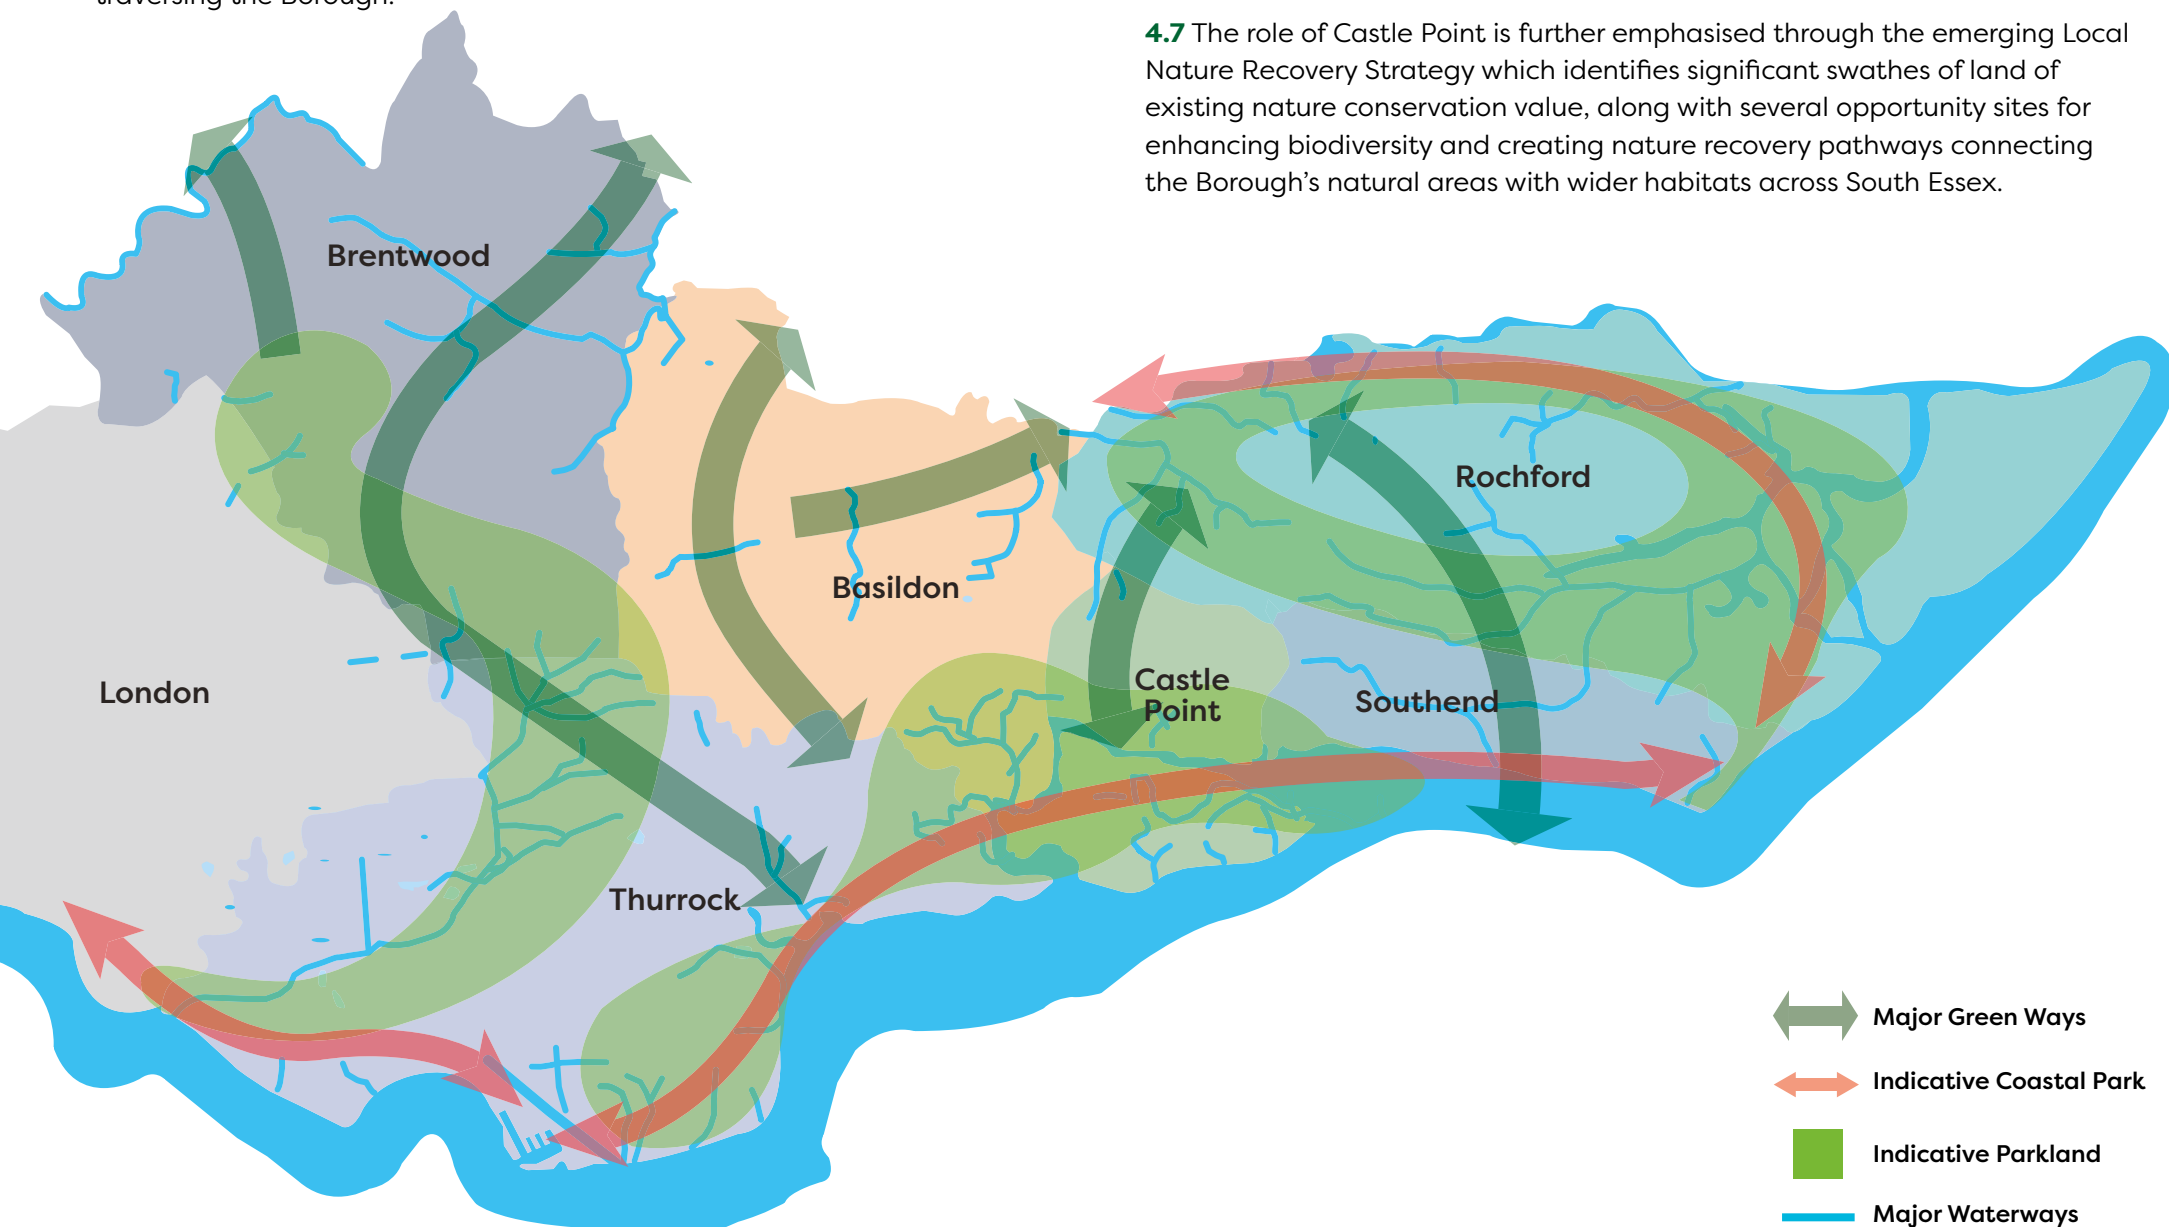 traversing the Borough.
4.7 The role of Castle Point is further emphasised through the emerging Local
Nature Recovery Strategy which identifies significant swathes of land of
existing nature conservation value, along with several opportunity sites for
enhancing biodiversity and creating nature recovery pathways connecting
the Borough’s natural areas with wider habitats across South Essex.
Brentwood
Rochford
Basildon
London
Castle
Point
Southend
Thurrock
Major Green Ways
Indicative Coastal Park
Indicative Parkland
Major Waterways